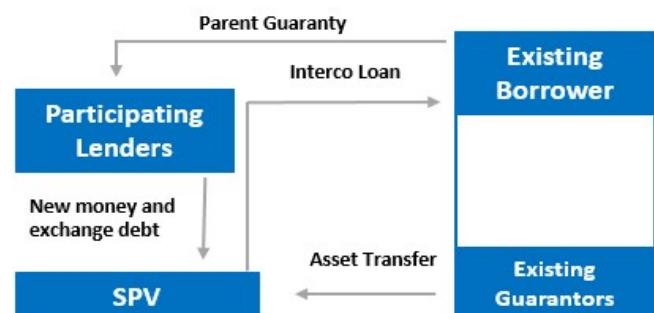 Parent Guaranty
Existing
Borrower
Interco Loan
Participating
Lenders
New money and
exchange debt
Asset Transfer
Existing
Guarantors
SPV